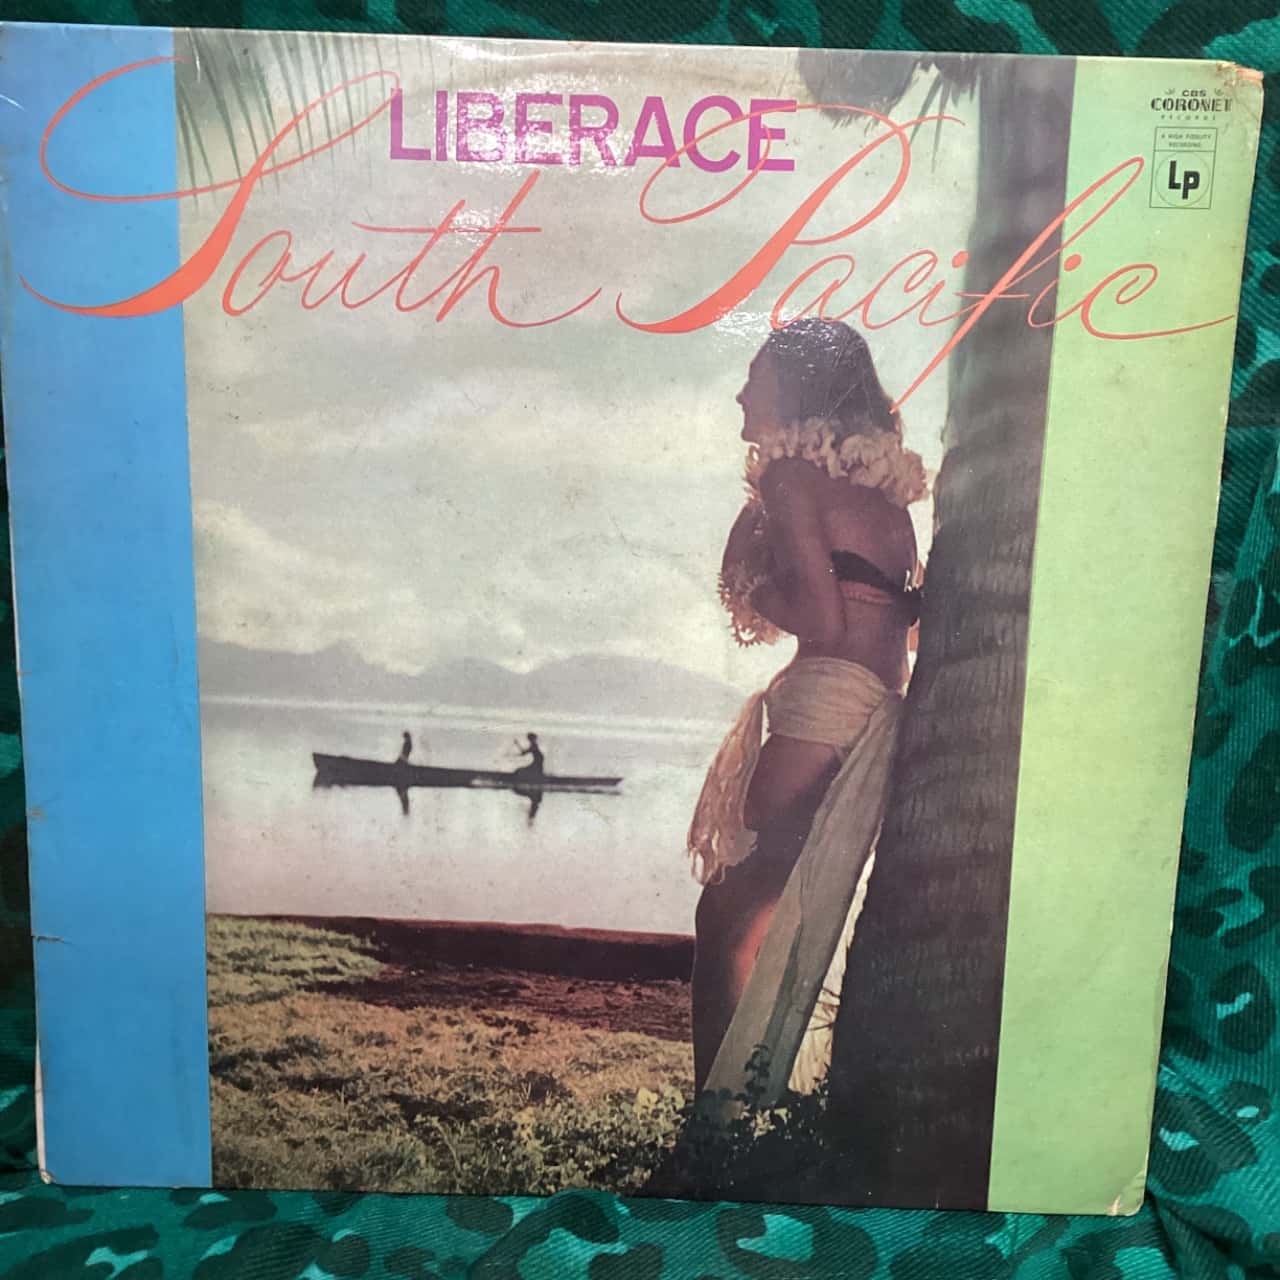 LIBERACE
South Pacific
CBS
CORONET
RECORDS
A HIGH FIDELITY
RECORDING
Lp